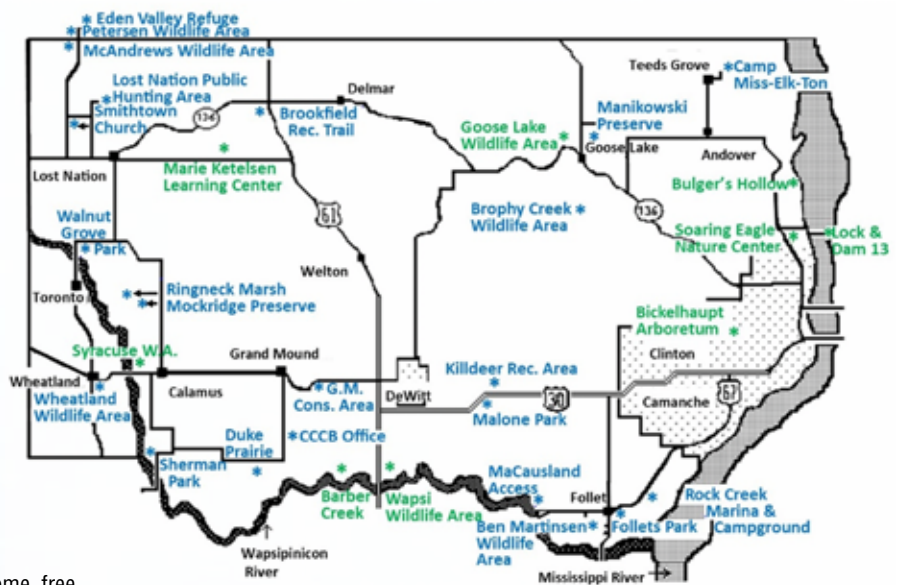 Eden Valley Refuge
Petersen Wildlife Area
McAndrews Wildlife Area
Lost Nation Public
Hunting Area
Smithtown
Church
136
Delmar
Brookfield
Rec. Trail
Teeds Grove
Camp
Miss-Elk-Ton
Manikowski
Preserve
Goose Lake
Wildlife Area
Goose Lake
Andover
Lost Nation
Marie Ketelsen
Learning Center
Bulger's Hollow
Walnut
Grove
Park
61
Brophy Creek
Wildlife Area
136
Soaring Eagle
Nature Center
Lock &
Dam 13
Welton
Toronto
Ringneck Marsh
Mockridge Preserve
Bickelhaupt
Arboretum
Syracuse W.A.
Grand Mound
Clinton
Wheatland
Wheatland
Wildlife Area
Calamus
G.M.
Cons. Area
DeWitt
Killdeer Rec. Area
30
Malone Park
Camanche
67
Duke
Prairie
CCCB Office
Sherman
Park
Barber
Creek
Wapsi
Wildlife Area
MaCausland
Access
Follet
Rock Creek
Marina &
Campground
Ben Martinsen
Wildlife
Area
Follets Park
Wapsipinicon
River
Mississippi River